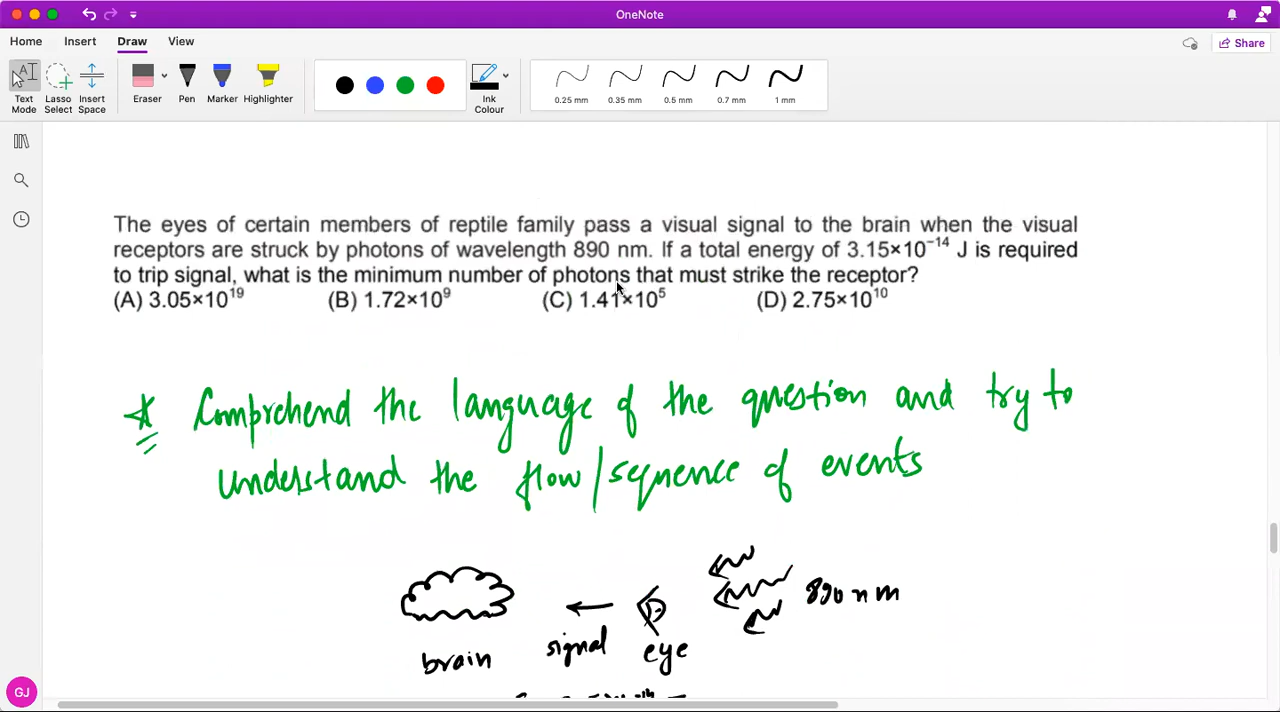 OneNote
Home Insert Draw View
Share
Text Mode
Lasso Select
Insert Space
Eraser
Pen
Marker
Highlighter
Ink Colour
0.25 mm 0.35 mm 0.5 mm 0.7 mm 1 mm
The eyes of certain members of reptile family pass a visual signal to the brain when the visual
receptors are struck by photons of wavelength 890 nm. If a total energy of 3.15×10⁻¹⁴ J is required
to trip signal, what is the minimum number of photons that must strike the receptor?
(A) 3.05×10¹⁹ (B) 1.72×10⁹ (C) 1.41×10⁵ (D) 2.75×10¹⁰
* Comprehend the language of the question and try to
understand the flow/sequence of events
890 nm
signal
brain eye
GJ